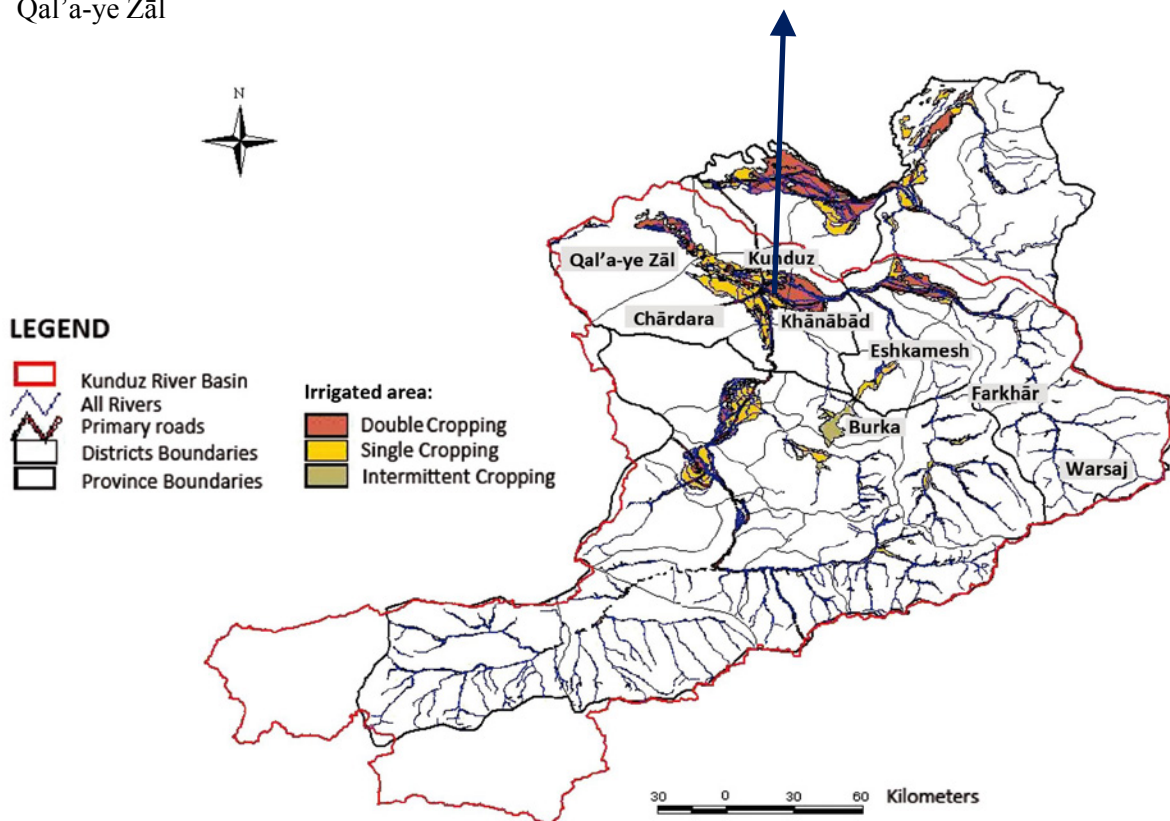 Qal’a-ye Zāl
N
Qal’a-ye Zāl
Kunduz
Chārdara
Khānābād
Eshkamesh
Farkhār
Burka
Warsaj
LEGEND
Kunduz River Basin
All Rivers
Primary roads
Districts Boundaries
Province Boundaries
Irrigated area:
Double Cropping
Single Cropping
Intermittent Cropping
30 0 30 60 Kilometers